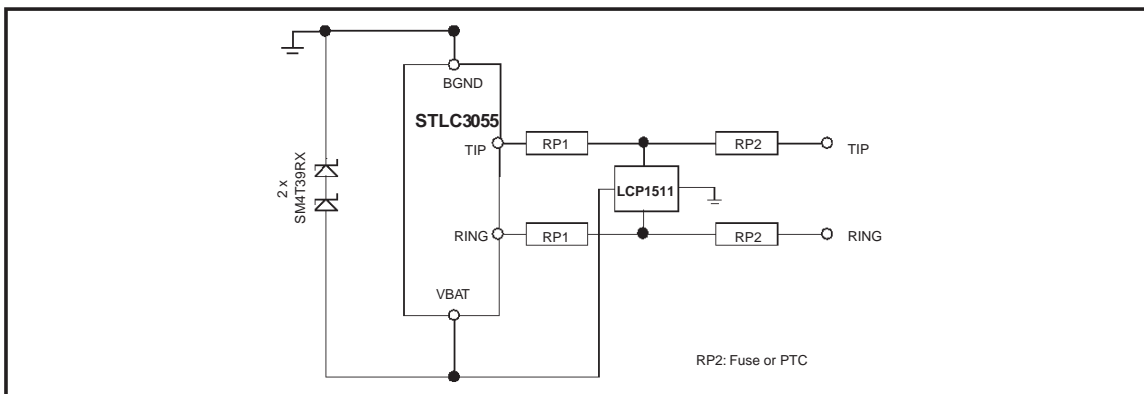 BGND
STLC3055
TIP
RP1
RP2
TIP
2 x
SM4T39RX
LCP1511
RING
RP1
RP2
RING
VBAT
RP2: Fuse or PTC